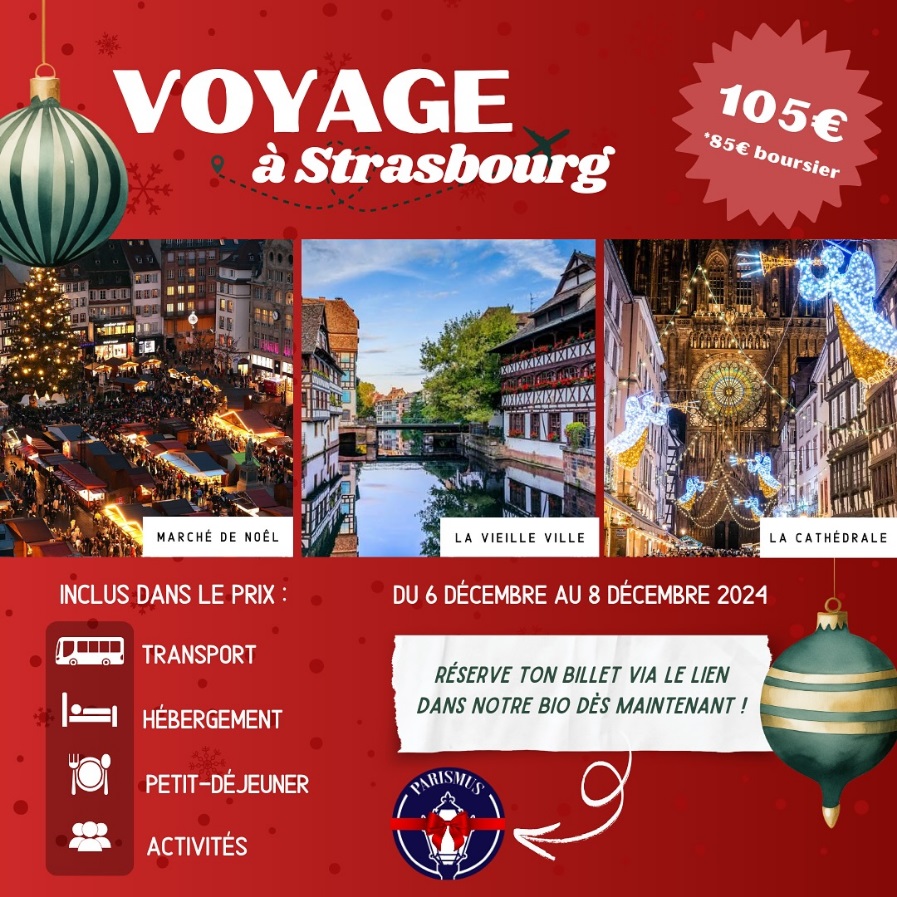 VOYAGE
à Strasbourg
105€
*85€ boursier
MARCHÉ DE NOËL
LA VIEILLE VILLE
LA CATHÉDRALE
INCLUS DANS LE PRIX :
TRANSPORT
HÉBERGEMENT
PETIT-DÉJEUNER
ACTIVITÉS
DU 6 DÉCEMBRE AU 8 DÉCEMBRE 2024
RÉSERVE TON BILLET VIA LE LIEN
DANS NOTRE BIO DÈS MAINTENANT !
PARISMUS